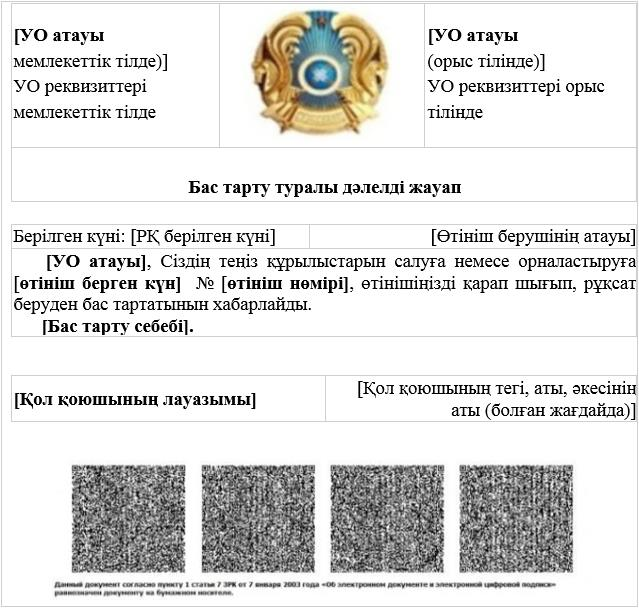 [УО атауы
мемлекеттік тілде)]
УО реквизиттері
мемлекеттік тілде
[УО атауы
(орыс тілінде)]
УО реквизиттері орыс
тілінде
Бас тарту туралы дәлелді жауап
Берілген күні: [РҚ берілген күні]
[Өтініш берушінің атауы]
[УО атауы], Сіздің теңіз құрылыстарын салуға немесе орналастыруға
[өтініш берген күн] № [өтініш нөмірі], өтінішіңізді қарап шығып, рұқсат
беруден бас тартатынын хабарлайды.
[Бас тарту себебі].
[Қол қоюшының лауазымы]
[Қол қоюшының тегі, аты, әкесінің
аты (болған жағдайда)]
Данный документ согласно пункту 1 статьи 7 ЗРК от 7 января 2003 года «Об электронном документе и электронной цифровой подписи»
равнозначен документу на бумажном носителе.